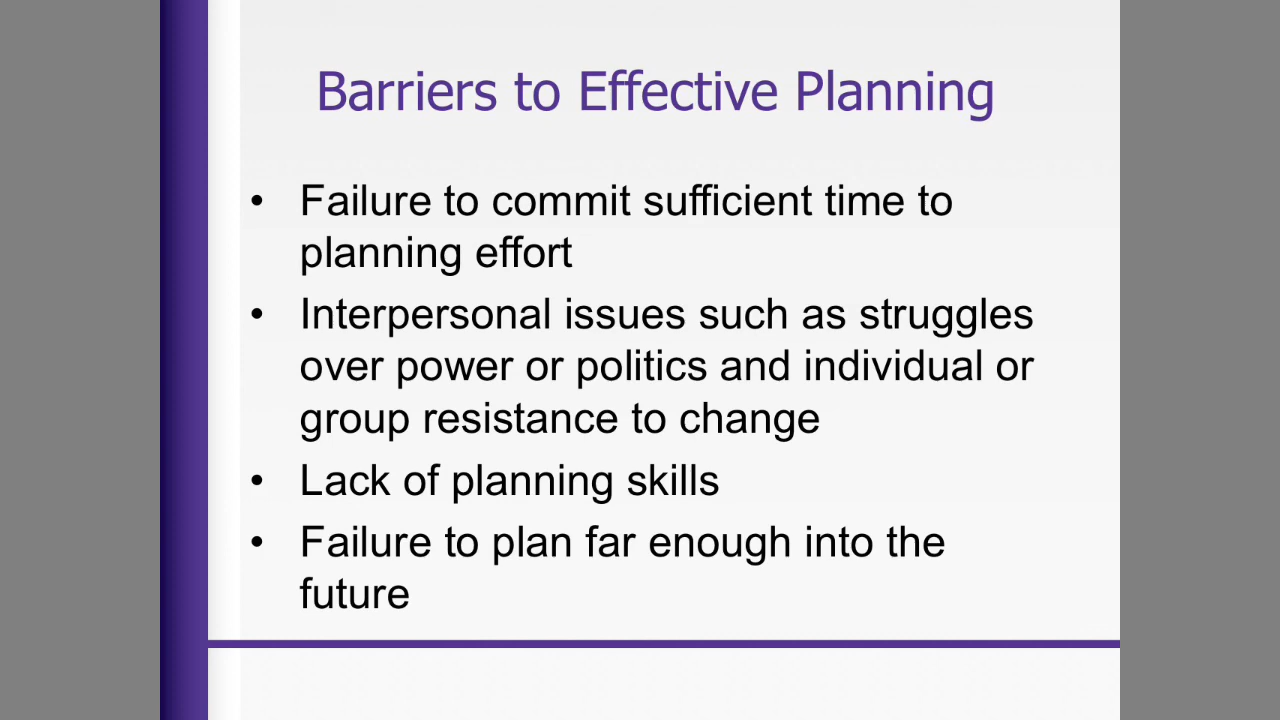 Barriers to Effective Planning
• Failure to commit sufficient time to
planning effort
• Interpersonal issues such as struggles
over power or politics and individual or
group resistance to change
• Lack of planning skills
• Failure to plan far enough into the
future